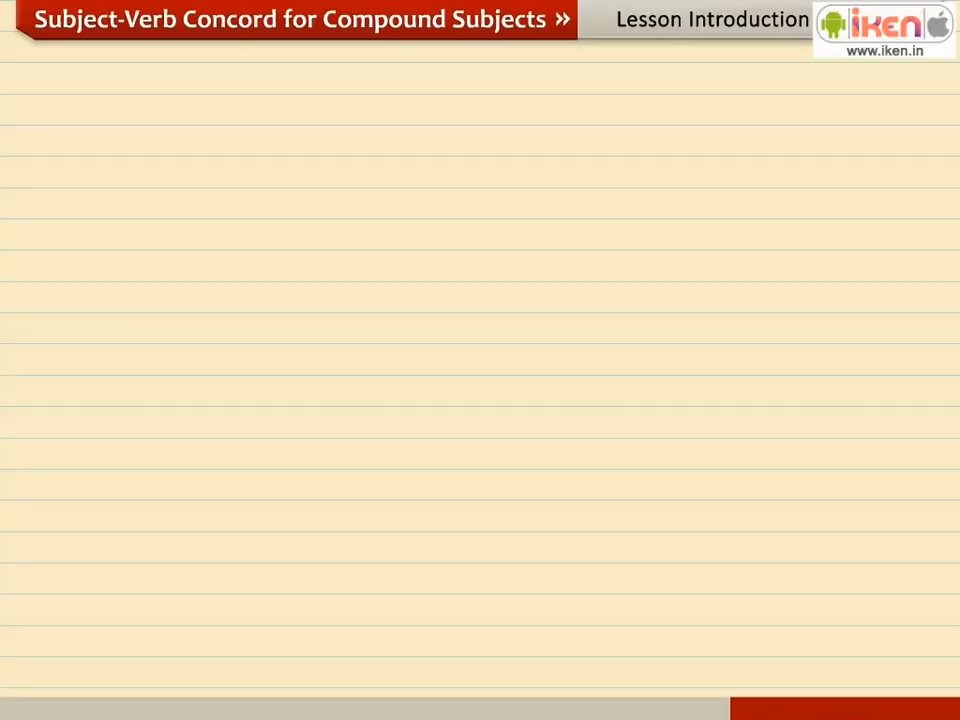 Subject-Verb Concord for Compound Subjects »
Lesson Introduction
iken
www.iken.in